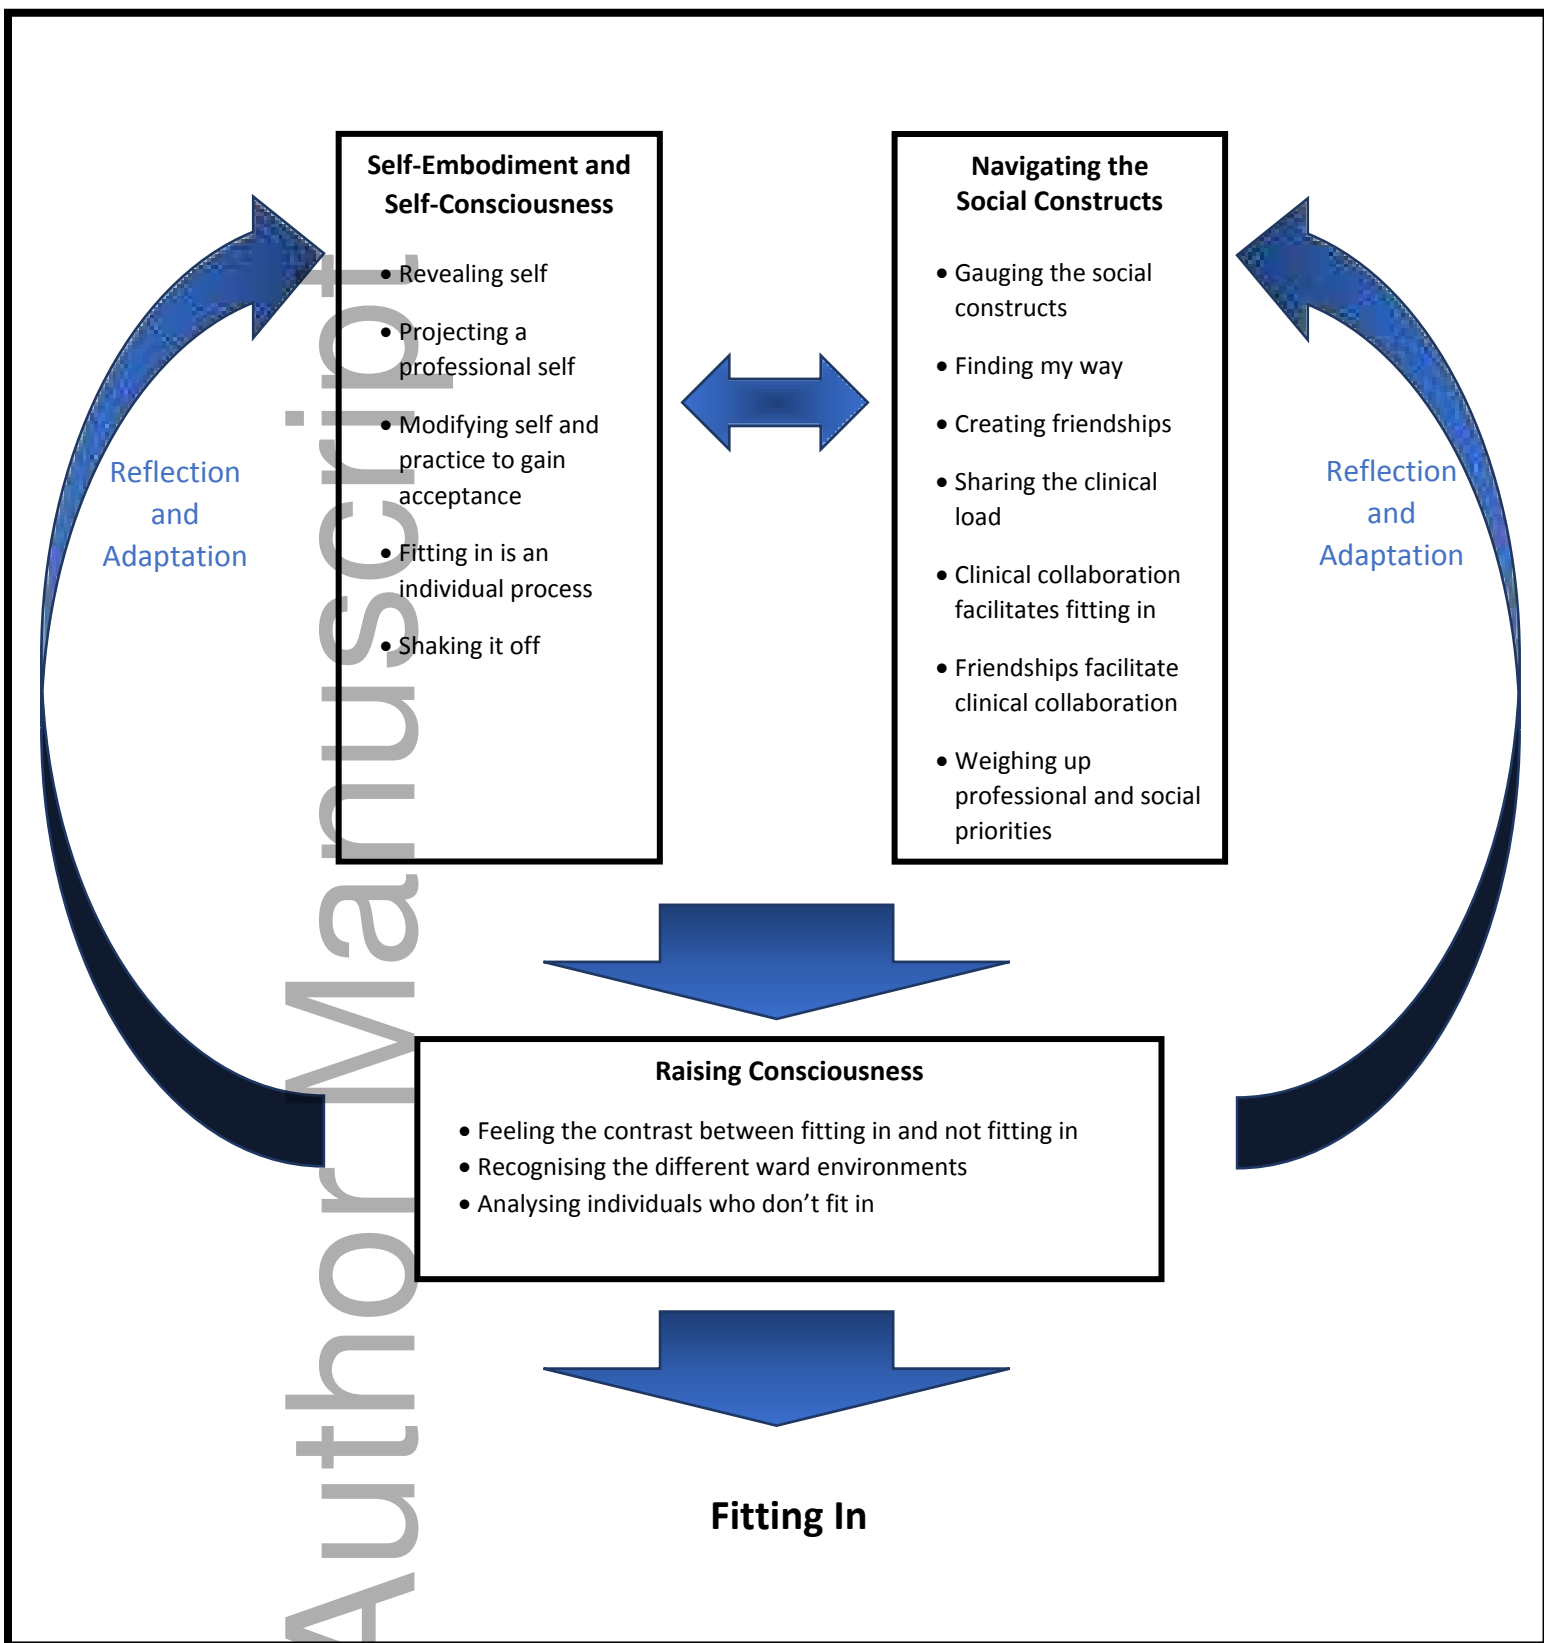 Self-Embodiment and
Self-Consciousness
• Revealing self
• Projecting a
professional self
• Modifying self and
practice to gain
acceptance
• Fitting in is an
individual process
• Shaking it off
Navigating the
Social Constructs
• Gauging the social
constructs
• Finding my way
• Creating friendships
• Sharing the clinical
load
• Clinical collaboration
facilitates fitting in
• Friendships facilitate
clinical collaboration
• Weighing up
professional and social
priorities
Reflection
and
Adaptation
Reflection
and
Adaptation
Raising Consciousness
• Feeling the contrast between fitting in and not fitting in
• Recognising the different ward environments
• Analysing individuals who don’t fit in
Fitting In
Author Manuscript